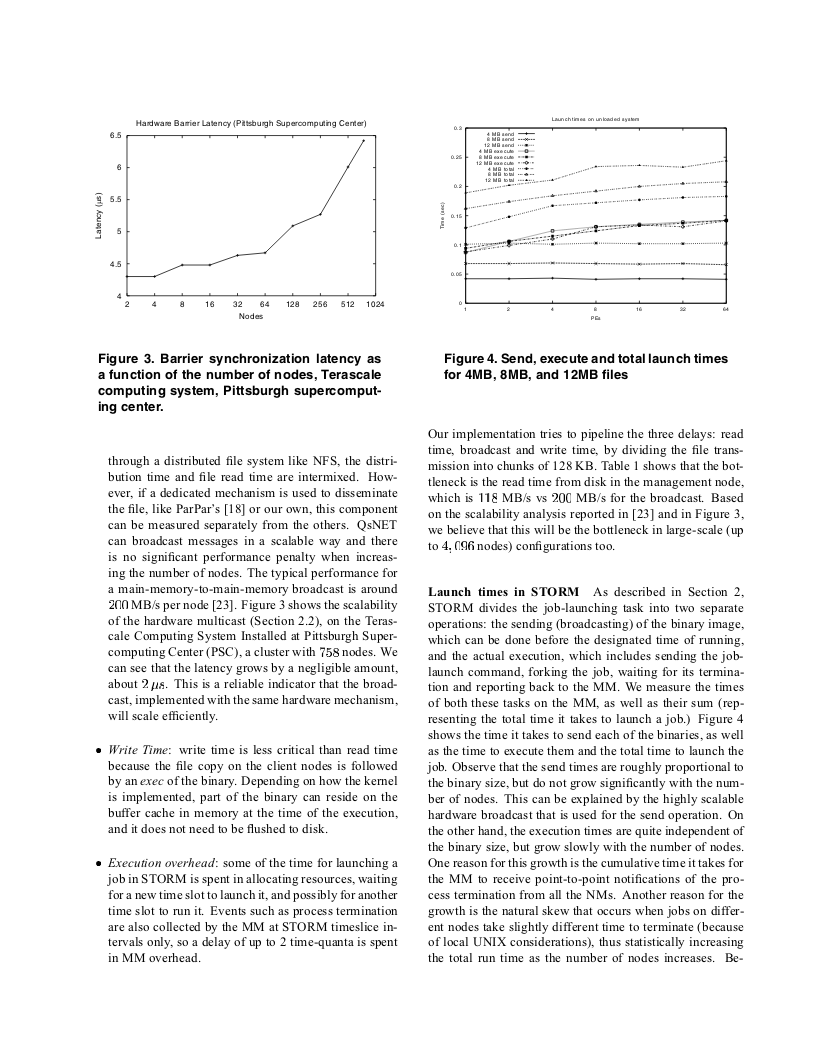 Hardware Barrier Latency (Pittsburgh Supercomputing Center)
6.5
6
5.5
5
4.5
4
Latency (µs)
2 4 8 16 32 64 128 256 512 1024
Nodes
Figure 3. Barrier synchronization latency as
a function of the number of nodes, Terascale
computing system, Pittsburgh supercomput-
ing center.
through a distributed file system like NFS, the distri-
bution time and file read time are intermixed. How-
ever, if a dedicated mechanism is used to disseminate
the file, like ParPar's [18] or our own, this component
can be measured separately from the others. QsNET
can broadcast messages in a scalable way and there
is no significant performance penalty when increas-
ing the number of nodes. The typical performance for
a main-memory-to-main-memory broadcast is around
200 MB/s per node [23]. Figure 3 shows the scalability
of the hardware multicast (Section 2.2), on the Teras-
cale Computing System Installed at Pittsburgh Super-
computing Center (PSC), a cluster with 758 nodes. We
can see that the latency grows by a negligible amount,
about 2 µs. This is a reliable indicator that the broad-
cast, implemented with the same hardware mechanism,
will scale efficiently.
• Write Time: write time is less critical than read time
because the file copy on the client nodes is followed
by an exec of the binary. Depending on how the kernel
is implemented, part of the binary can reside on the
buffer cache in memory at the time of the execution,
and it does not need to be flushed to disk.
• Execution overhead: some of the time for launching a
job in STORM is spent in allocating resources, waiting
for a new time slot to launch it, and possibly for another
time slot to run it. Events such as process termination
are also collected by the MM at STORM timeslice in-
tervals only, so a delay of up to 2 time-quanta is spent
in MM overhead.
Launch times on unloaded system
0.3
0.25
0.2
0.15
0.1
0.05
0
Time (sec)
4 MB send
8 MB send
12 MB send
4 MB execute
8 MB execute
12 MB execute
4 MB total
8 MB total
12 MB total
1 2 4 8 16 32 64
PEs
Figure 4. Send, execute and total launch times
for 4MB, 8MB, and 12MB files
Our implementation tries to pipeline the three delays: read
time, broadcast and write time, by dividing the file trans-
mission into chunks of 128 KB. Table 1 shows that the bot-
tleneck is the read time from disk in the management node,
which is 118 MB/s vs 200 MB/s for the broadcast. Based
on the scalability analysis reported in [23] and in Figure 3,
we believe that this will be the bottleneck in large-scale (up
to 4,096 nodes) configurations too.
Launch times in STORM As described in Section 2,
STORM divides the job-launching task into two separate
operations: the sending (broadcasting) of the binary image,
which can be done before the designated time of running,
and the actual execution, which includes sending the job-
launch command, forking the job, waiting for its termina-
tion and reporting back to the MM. We measure the times
of both these tasks on the MM, as well as their sum (rep-
resenting the total time it takes to launch a job.) Figure 4
shows the time it takes to send each of the binaries, as well
as the time to execute them and the total time to launch the
job. Observe that the send times are roughly proportional to
the binary size, but do not grow significantly with the num-
ber of nodes. This can be explained by the highly scalable
hardware broadcast that is used for the send operation. On
the other hand, the execution times are quite independent of
the binary size, but grow slowly with the number of nodes.
One reason for this growth is the cumulative time it takes for
the MM to receive point-to-point notifications of the pro-
cess termination from all the NMs. Another reason for the
growth is the natural skew that occurs when jobs on differ-
ent nodes take slightly different time to terminate (because
of local UNIX considerations), thus statistically increasing
the total run time as the number of nodes increases. Be-